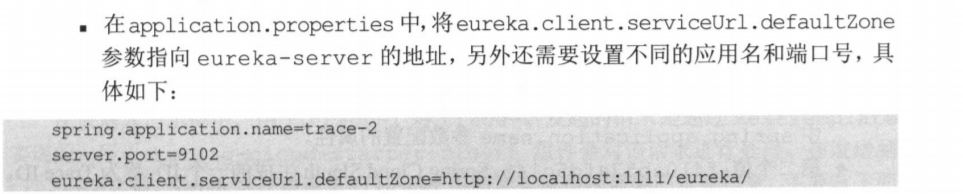 ▪ 在application.properties中,将eureka.client.serviceUrl.defaultZone
参数指向 eureka-server 的地址，另外还需要设置不同的应用名和端口号，具
体如下：
spring.application.name=trace-2
server.port=9102
eureka.client.serviceUrl.defaultZone=http://localhost:1111/eureka/